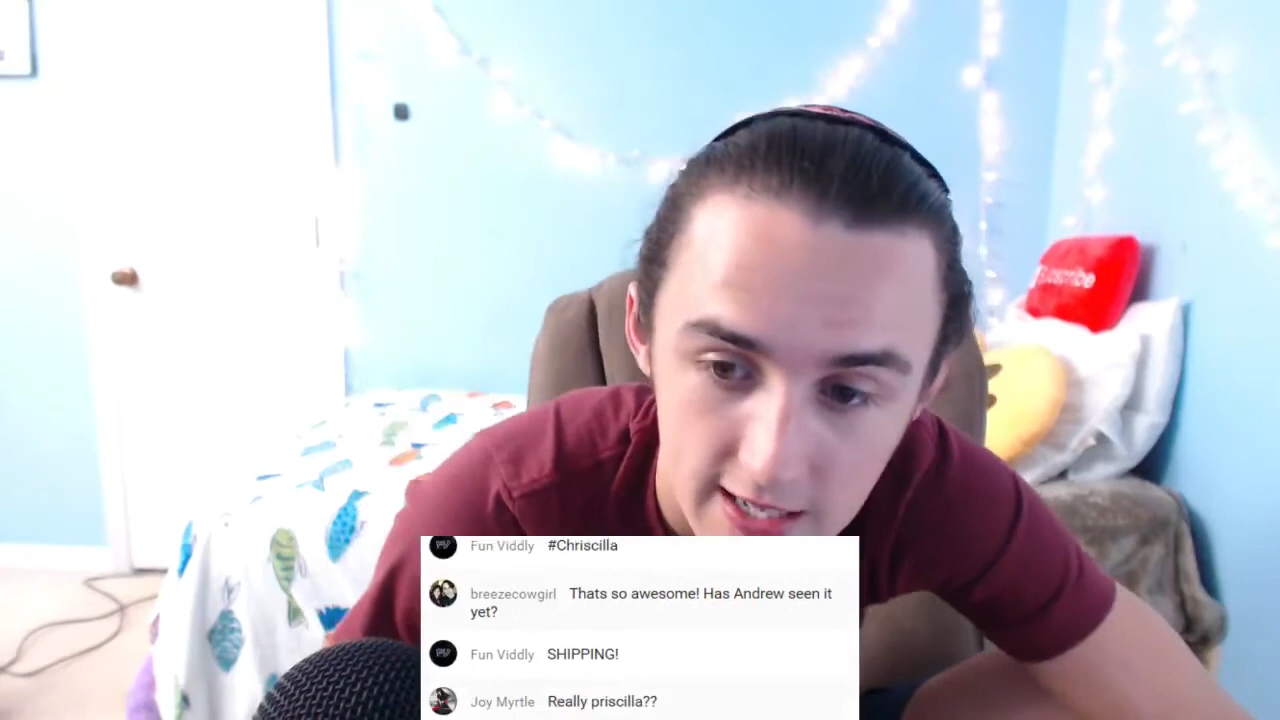 Subscribe
Fun Viddly #Chriscilla
breezecowgirl Thats so awesome! Has Andrew seen it
yet?
Fun Viddly SHIPPING!
Joy Myrtle Really priscilla??